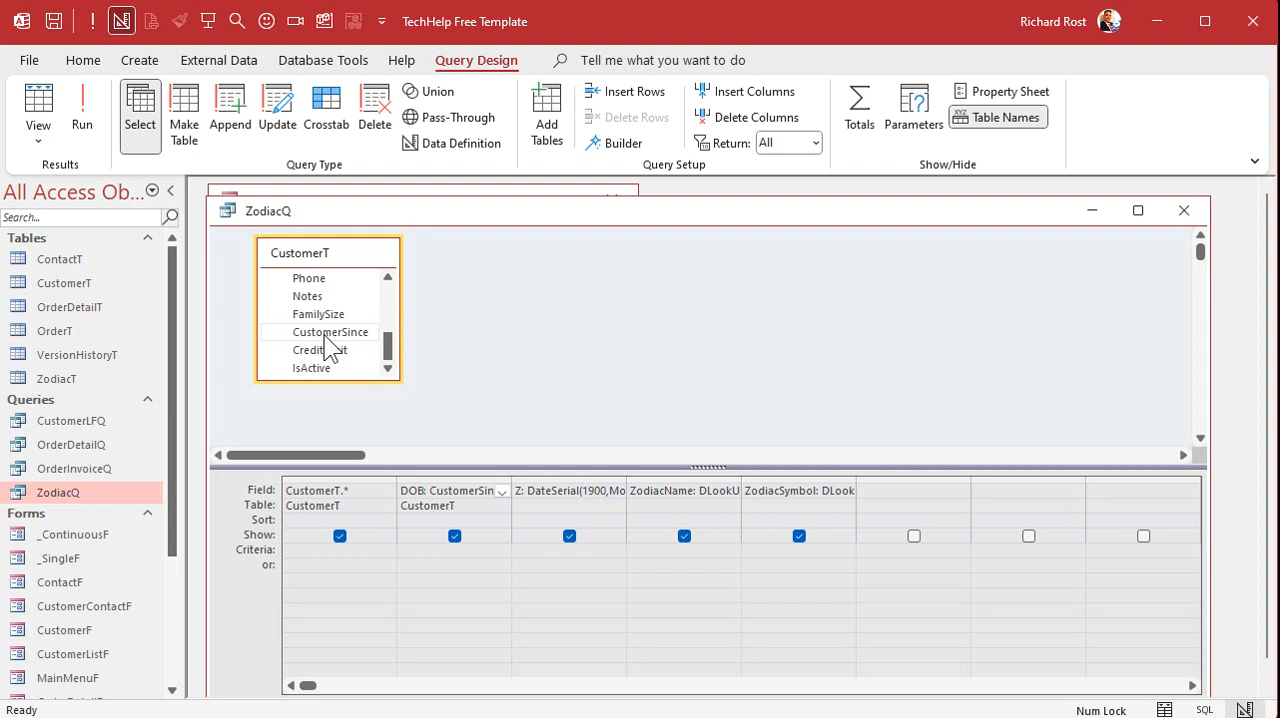 TechHelp Free Template
Richard Rost
File Home Create External Data Database Tools Help Query Design Tell me what you want to do
View
Run
Results
Select
Make Table
Append
Update
Crosstab
Delete
Union
Pass-Through
Data Definition
Query Type
Add Tables
Insert Rows
Delete Rows
Builder
Insert Columns
Delete Columns
Return: All
Query Setup
Totals
Parameters
Property Sheet
Table Names
Show/Hide
All Access Ob...
Search...
Tables
ContactT
CustomerT
OrderDetailT
OrderT
VersionHistoryT
ZodiacT
Queries
CustomerLFQ
OrderDetailQ
OrderInvoiceQ
ZodiacQ
Forms
_ContinuousF
_SingleF
ContactF
CustomerContactF
CustomerF
CustomerListF
MainMenuF
ZodiacQ
CustomerT
Phone
Notes
FamilySize
CustomerSince
IsActive
Field: CustomerT.* DOB: CustomerSin Z: DateSerial(1900,Mo ZodiacName: DLookU ZodiacSymbol: DLook
Table: CustomerT CustomerT
Sort:
Show:
Criteria:
or:
Ready
Num Lock
SQL